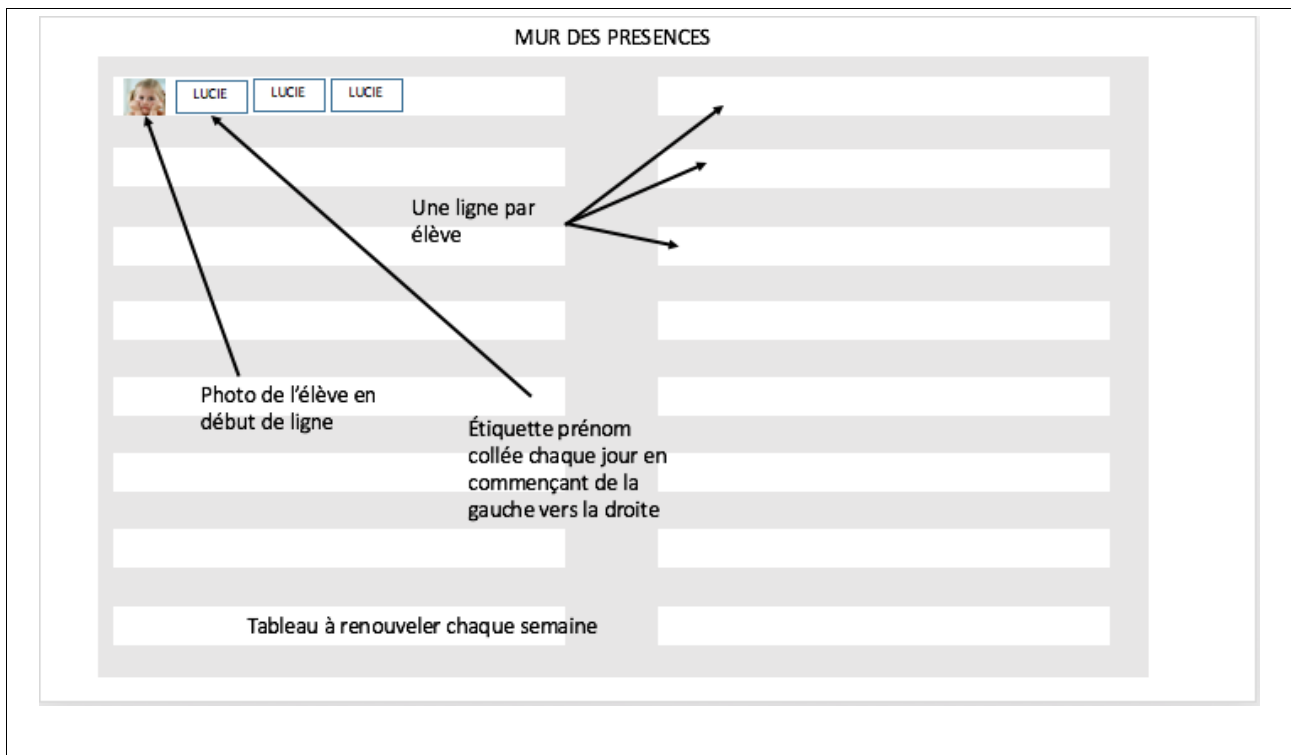 MUR DES PRESENCES
LUCIE LUCIE LUCIE
Une ligne par
élève
Photo de l'élève en
début de ligne
Étiquette prénom
collée chaque jour en
commençant de la
gauche vers la droite
Tableau à renouveler chaque semaine